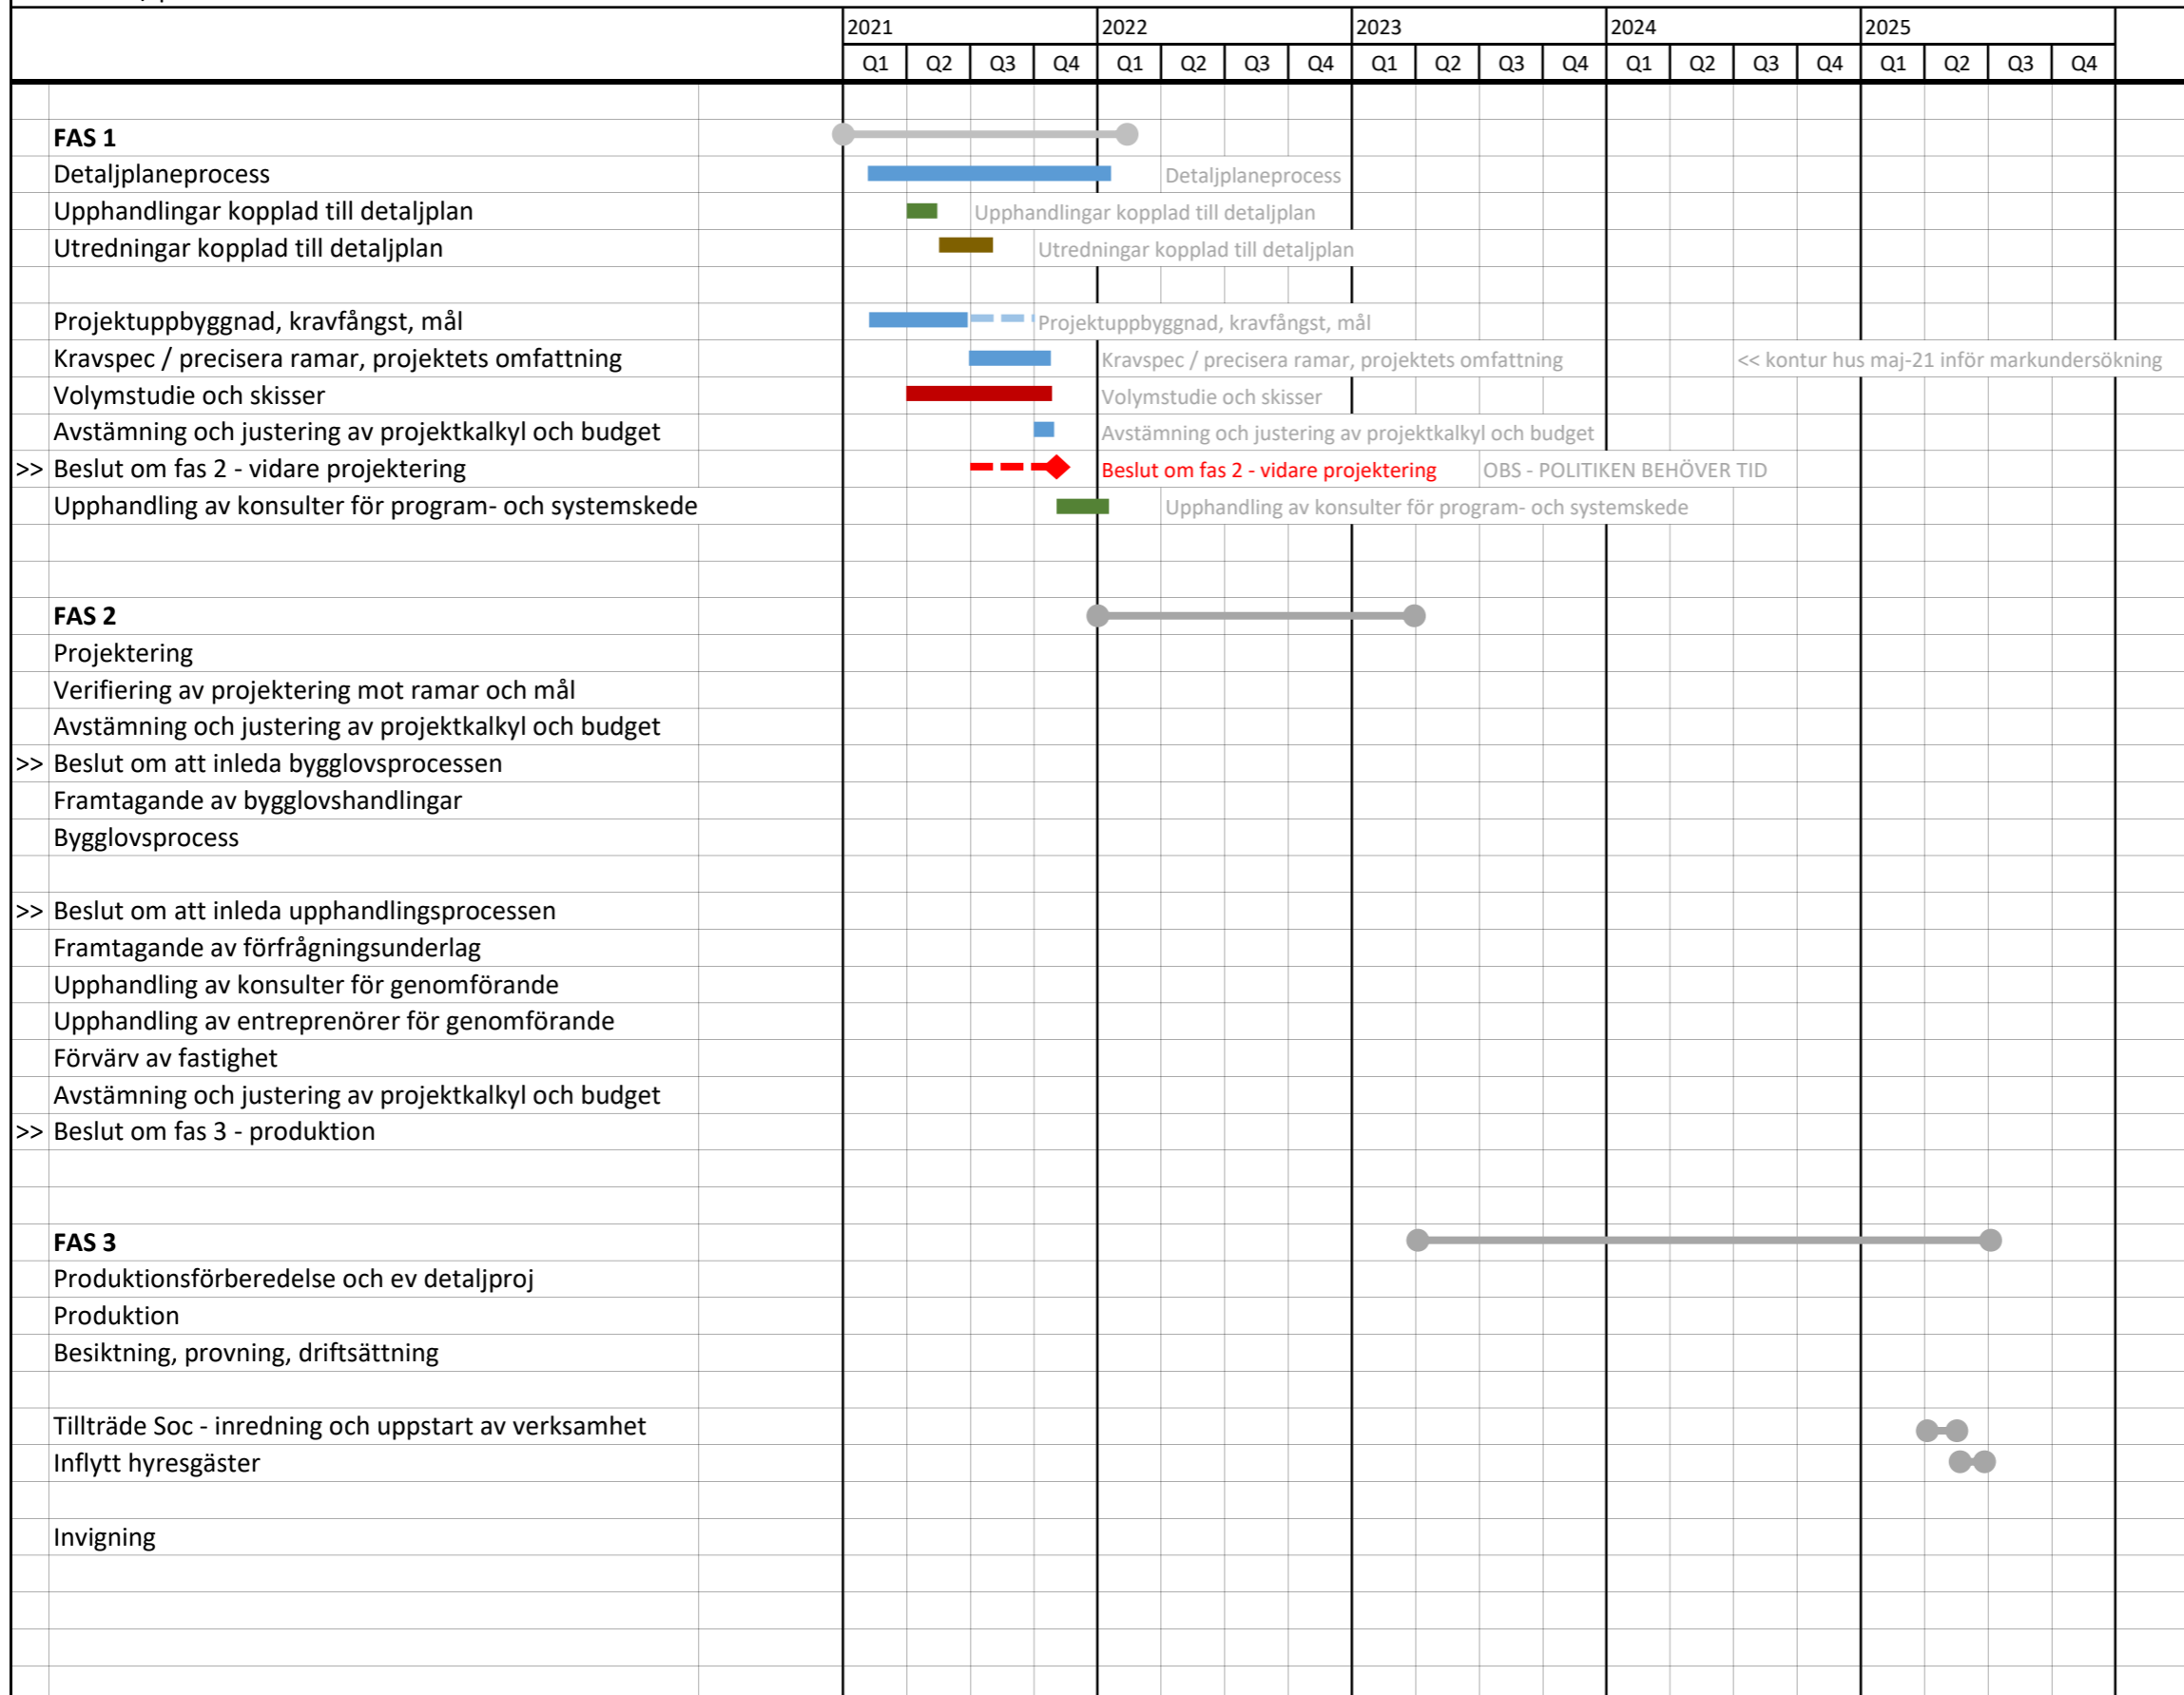 2021 2022 2023 2024 2025
Q1 Q2 Q3 Q4 Q1 Q2 Q3 Q4 Q1 Q2 Q3 Q4 Q1 Q2 Q3 Q4 Q1 Q2 Q3 Q4
FAS 1
Detaljplaneprocess Detaljplaneprocess
Upphandlingar kopplad till detaljplan Upphandlingar kopplad till detaljplan
Utredningar kopplad till detaljplan Utredningar kopplad till detaljplan
Projektuppbyggnad, kravfångst, mål Projektuppbyggnad, kravfångst, mål
Kravspec / precisera ramar, projektets omfattning Kravspec / precisera ramar, projektets omfattning << kontur hus maj-21 inför markundersökning
Volymstudie och skisser Volymstudie och skisser
Avstämning och justering av projektkalkyl och budget Avstämning och justering av projektkalkyl och budget
>> Beslut om fas 2 - vidare projektering Beslut om fas 2 - vidare projektering OBS - POLITIKEN BEHÖVER TID
Upphandling av konsulter för program- och systemskede Upphandling av konsulter för program- och systemskede
FAS 2
Projektering
Verifiering av projektering mot ramar och mål
Avstämning och justering av projektkalkyl och budget
>> Beslut om att inleda bygglovsprocessen
Framtagande av bygglovshandlingar
Bygglovsprocess
>> Beslut om att inleda upphandlingsprocessen
Framtagande av förfrågningsunderlag
Upphandling av konsulter för genomförande
Upphandling av entreprenörer för genomförande
Förvärv av fastighet
Avstämning och justering av projektkalkyl och budget
>> Beslut om fas 3 - produktion
FAS 3
Produktionsförberedelse och ev detaljproj
Produktion
Besiktning, provning, driftsättning
Tillträde Soc - inredning och uppstart av verksamhet
Inflytt hyresgäster
Invigning